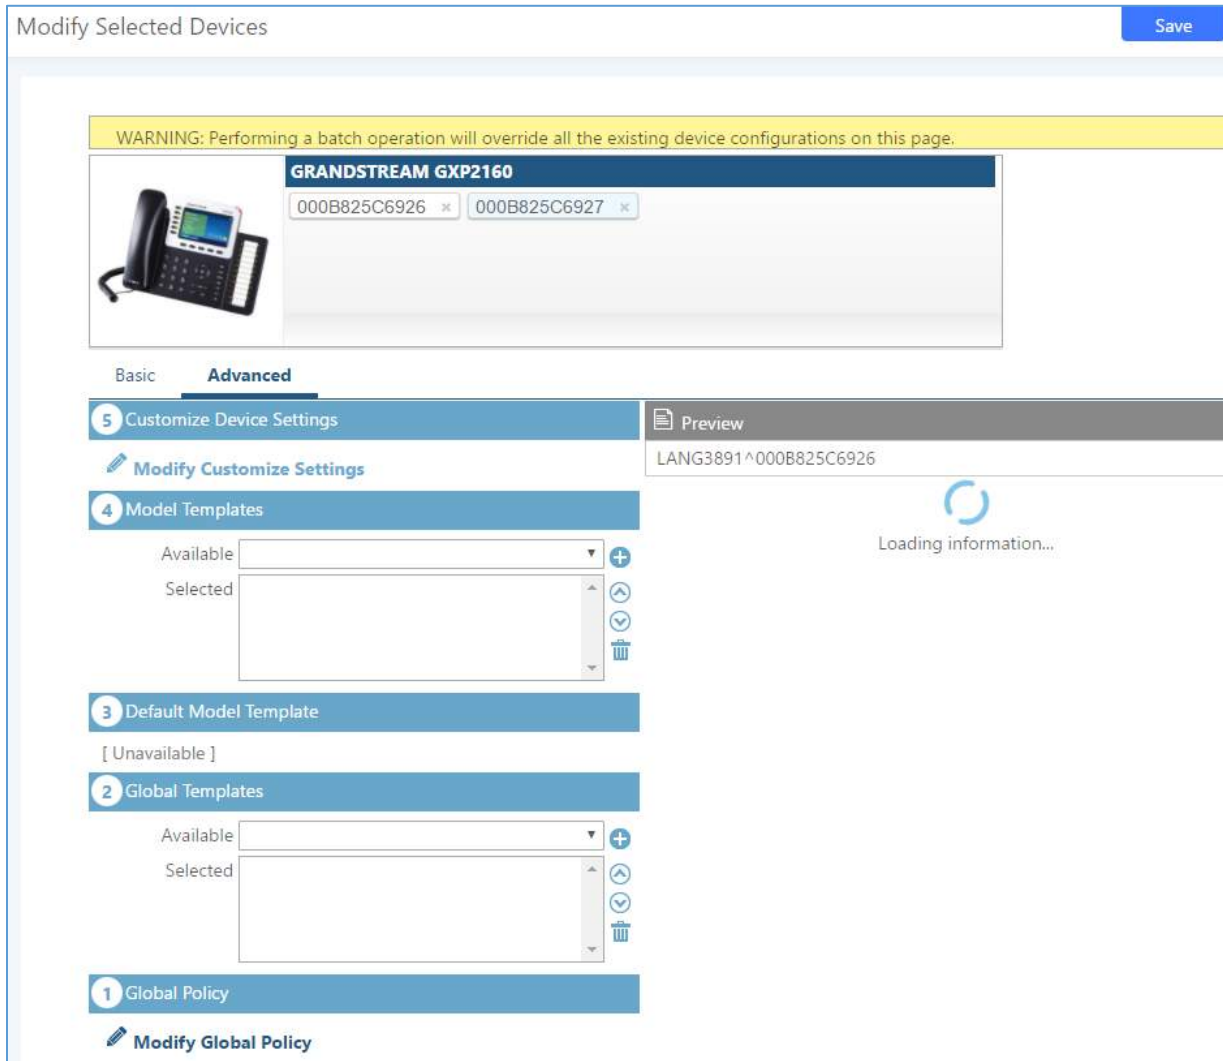 Modify Selected Devices
Save
WARNING: Performing a batch operation will override all the existing device configurations on this page.
GRANDSTREAM GXP2160
000B825C6926 × 000B825C6927 ×
Basic Advanced
5 Customize Device Settings
Modify Customize Settings
4 Model Templates
Available
Selected
3 Default Model Template
[ Unavailable ]
2 Global Templates
Available
Selected
1 Global Policy
Modify Global Policy
Preview
LANG3891^000B825C6926
Loading information...